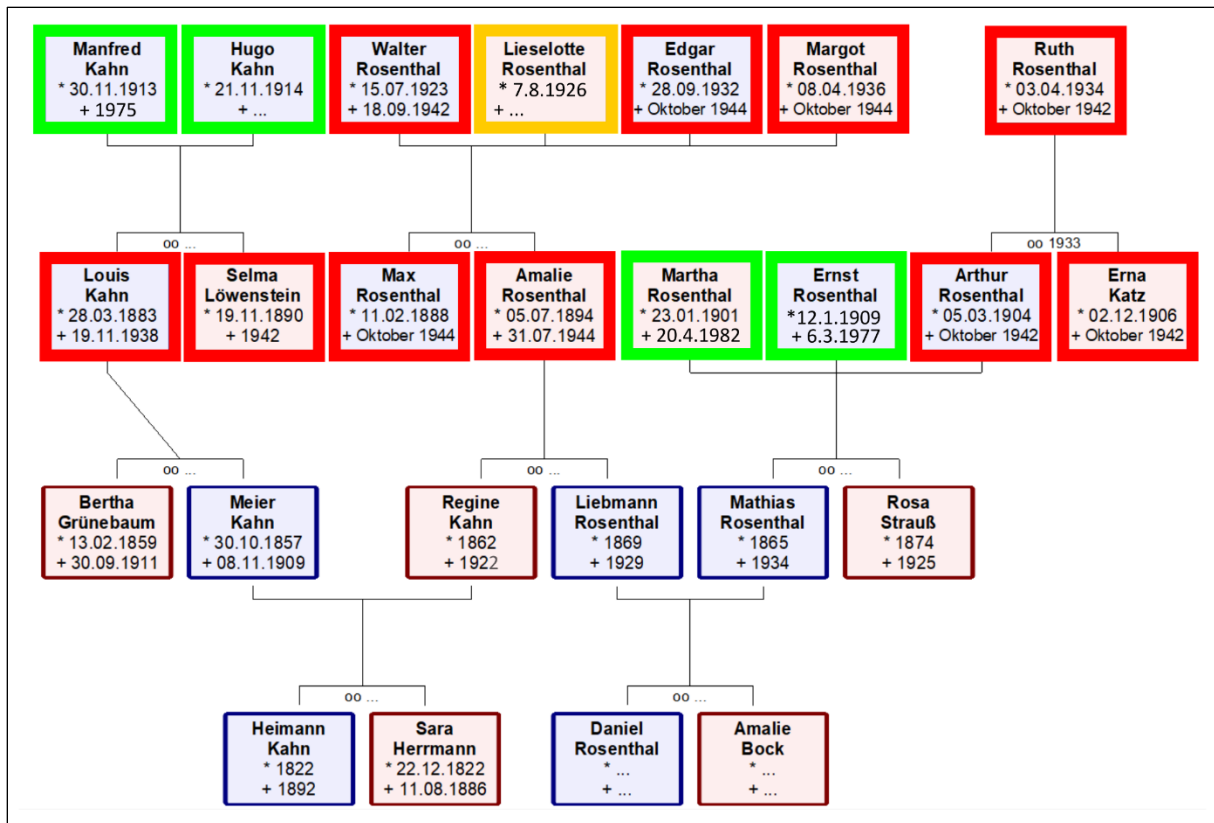 Manfred
Kahn
* 30.11.1913
+ 1975
Hugo
Kahn
* 21.11.1914
+ ...
Walter
Rosenthal
* 15.07.1923
+ 18.09.1942
Lieselotte
Rosenthal
* 7.8.1926
+ ...
Edgar
Rosenthal
* 28.09.1932
+ Oktober 1944
Margot
Rosenthal
* 08.04.1936
+ Oktober 1944
Ruth
Rosenthal
* 03.04.1934
+ Oktober 1942
oo ...
oo ...
oo 1933
Louis
Kahn
* 28.03.1883
+ 19.11.1938
Selma
Löwenstein
* 19.11.1890
+ 1942
Max
Rosenthal
* 11.02.1888
+ Oktober 1944
Amalie
Rosenthal
* 05.07.1894
+ 31.07.1944
Martha
Rosenthal
* 23.01.1901
+ 20.4.1982
Ernst
Rosenthal
*12.1.1909
+ 6.3.1977
Arthur
Rosenthal
* 05.03.1904
+ Oktober 1942
Erna
Katz
* 02.12.1906
+ Oktober 1942
oo ...
oo ...
oo ...
Bertha
Grünebaum
* 13.02.1859
+ 30.09.1911
Meier
Kahn
* 30.10.1857
+ 08.11.1909
Regine
Kahn
* 1862
+ 1922
Liebmann
Rosenthal
* 1869
+ 1929
Mathias
Rosenthal
* 1865
+ 1934
Rosa
Strauß
* 1874
+ 1925
oo ...
oo ...
Heimann
Kahn
* 1822
+ 1892
Sara
Herrmann
* 22.12.1822
+ 11.08.1886
Daniel
Rosenthal
* ...
+ ...
Amalie
Bock
* ...
+ ...